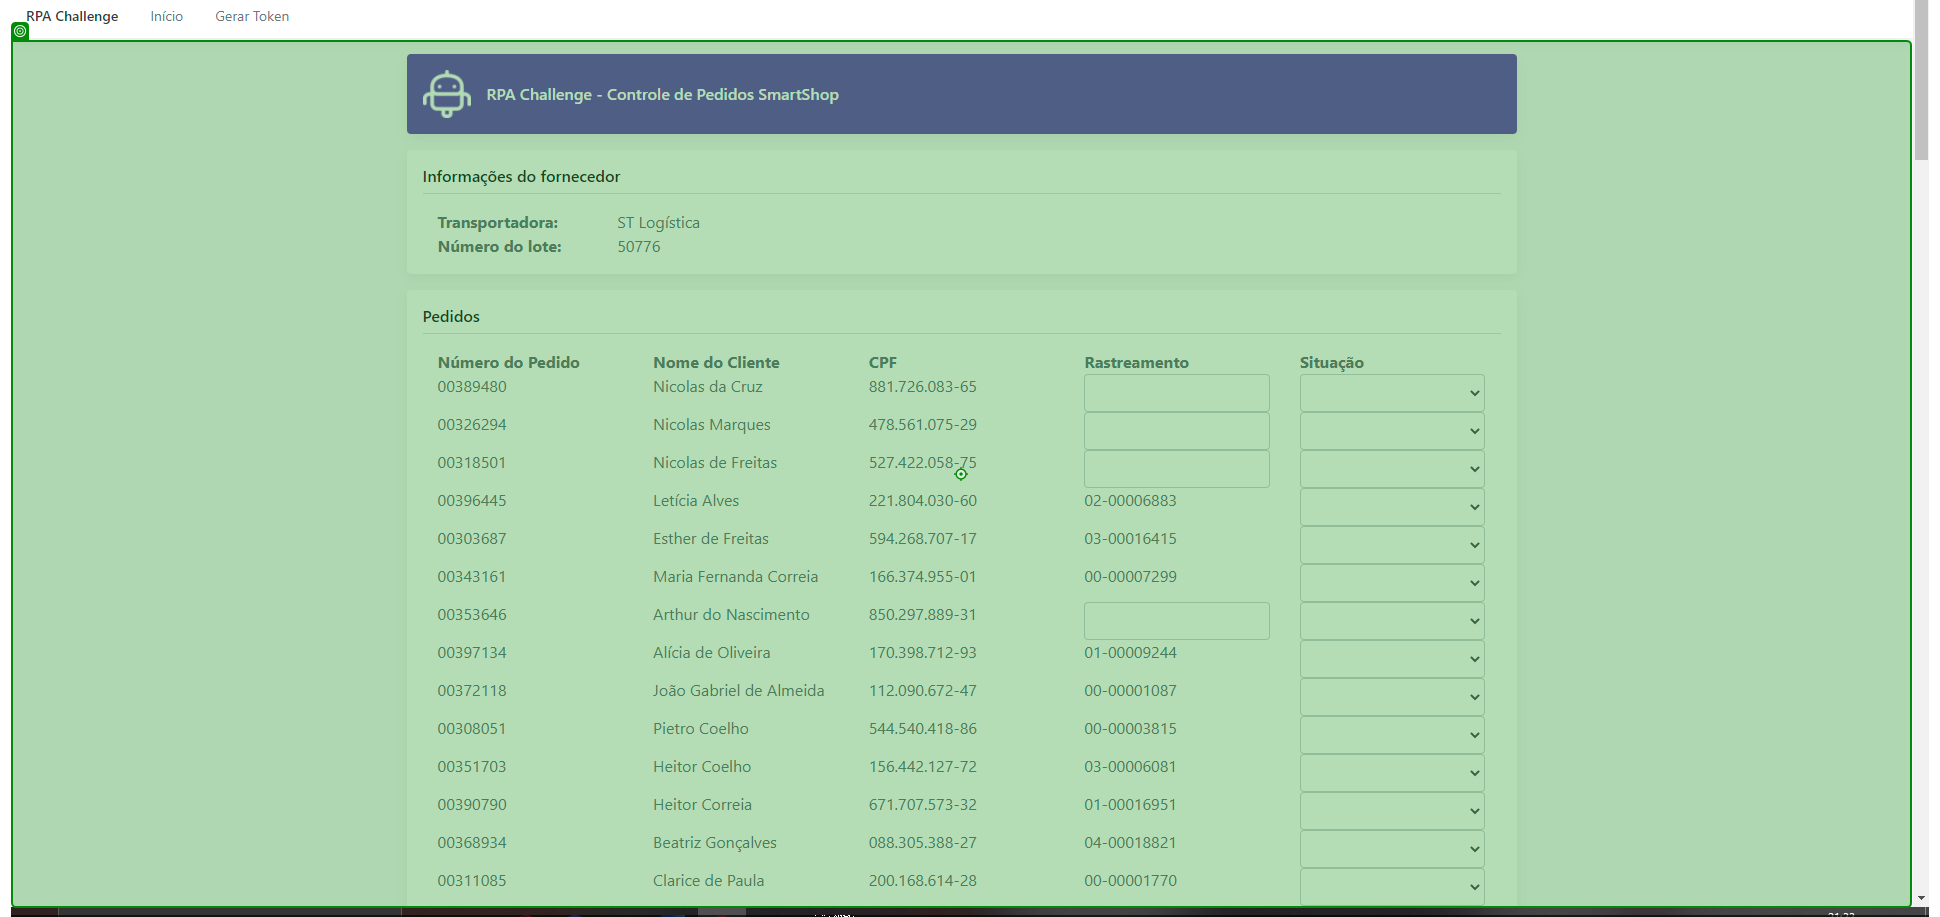 RPA Challenge Início Gerar Token
RPA Challenge - Controle de Pedidos SmartShop
Informações do fornecedor
Transportadora: ST Logística
Número do lote: 50776
Pedidos
Número do Pedido Nome do Cliente CPF Rastreamento Situação
00389480 Nicolas da Cruz 881.726.083-65
00326294 Nicolas Marques 478.561.075-29
00318501 Nicolas de Freitas 527.422.058-75
00396445 Letícia Alves 221.804.030-60 02-00006883
00303687 Esther de Freitas 594.268.707-17 03-00016415
00343161 Maria Fernanda Correia 166.374.955-01 00-00007299
00353646 Arthur do Nascimento 850.297.889-31
00397134 Alícia de Oliveira 170.398.712-93 01-00009244
00372118 João Gabriel de Almeida 112.090.672-47 00-00001087
00308051 Pietro Coelho 544.540.418-86 00-00003815
00351703 Heitor Coelho 156.442.127-72 03-00006081
00390790 Heitor Correia 671.707.573-32 01-00016951
00368934 Beatriz Gonçalves 088.305.388-27 04-00018821
00311085 Clarice de Paula 200.168.614-28 00-00001770